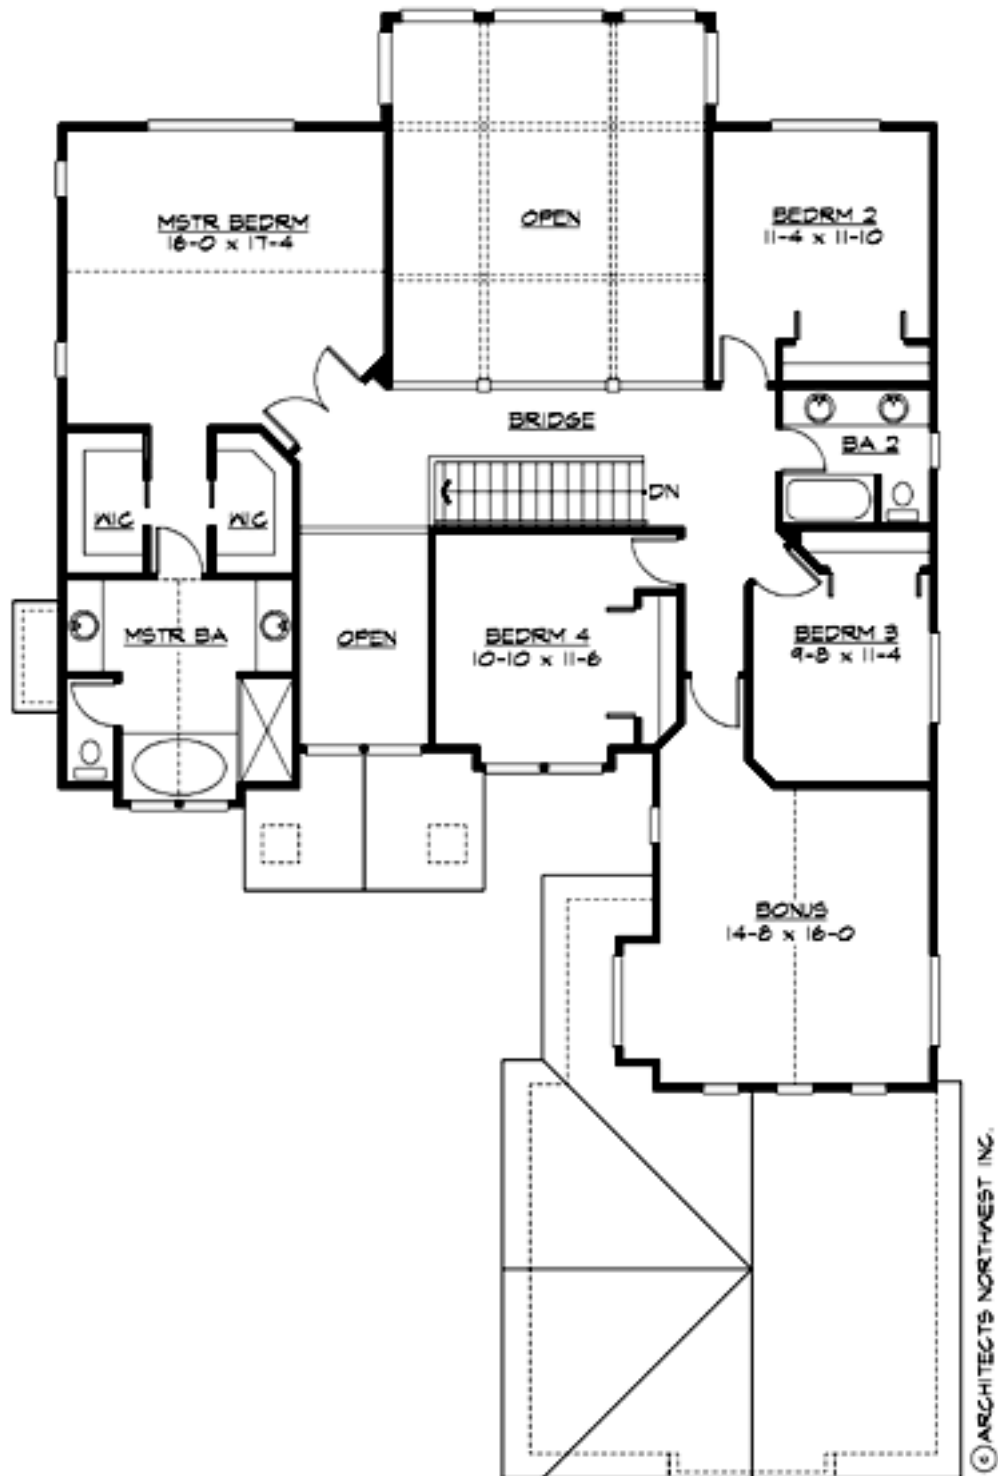 MSTR BEDRM
16-0 x 17-4
OPEN
BEDRM 2
11-4 x 11-10
BRIDGE
BA 2
DN
WIC
WIC
MSTR BA
OPEN
BEDRM 4
10-10 x 11-6
BEDRM 3
9-8 x 11-4
BONUS
14-8 x 16-0
© ARCHITECTS NORTHWEST INC.